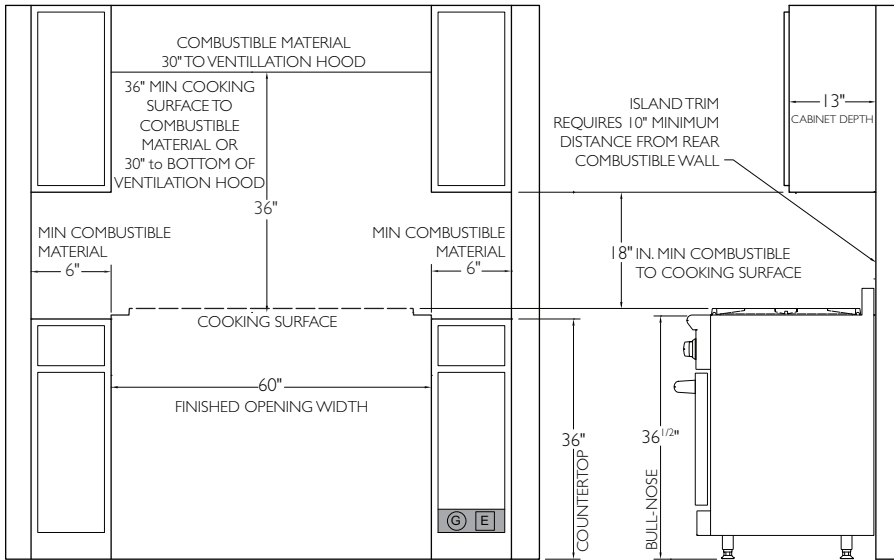 COMBUSTIBLE MATERIAL
30" TO VENTILLATION HOOD
36" MIN COOKING
SURFACE TO
COMBUSTIBLE
MATERIAL OR
30" to BOTTOM OF
VENTILATION HOOD
36"
MIN COMBUSTIBLE
MATERIAL
6"
MIN COMBUSTIBLE
MATERIAL
6"
COOKING SURFACE
60"
FINISHED OPENING WIDTH
G E
ISLAND TRIM
REQUIRES 10" MINIMUM
DISTANCE FROM REAR
COMBUSTIBLE WALL
13"
CABINET DEPTH
18" IN. MIN COMBUSTIBLE
TO COOKING SURFACE
36"
COUNTERTOP
36 1/2"
BULL-NOSE